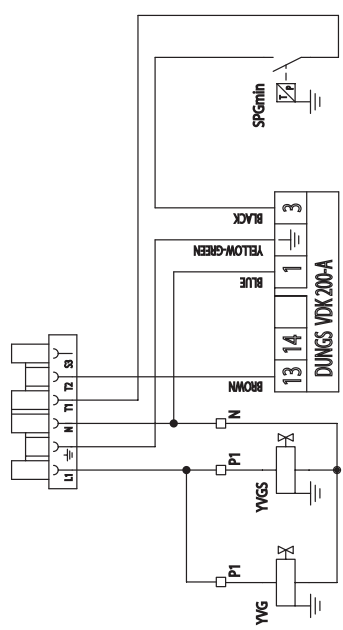 SPGmin
T
P
BLACK
YELLOW-GREEN
BLUE
BROWN
3
1
14
13
DUNGS VDK 200-A
S3
T2
T1
N
L1
N
P1
YVGS
P1
YVG